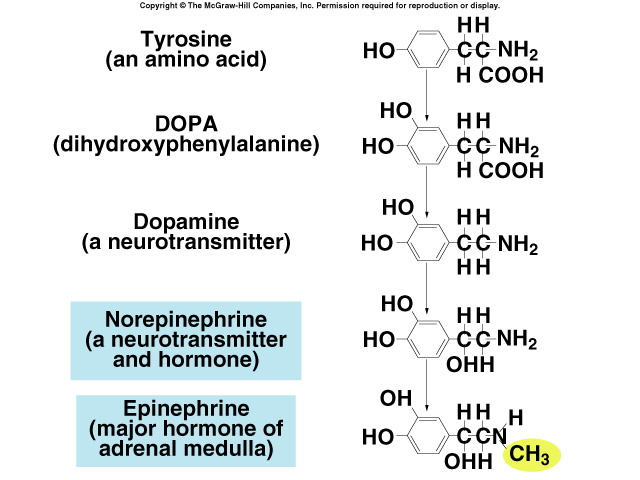 Copyright © The McGraw-Hill Companies, Inc. Permission required for reproduction or display.
Tyrosine
(an amino acid)
H H
HO C C NH₂
H COOH
DOPA
(dihydroxyphenylalanine)
HO
H H
HO C C NH₂
H COOH
Dopamine
(a neurotransmitter)
HO
H H
HO C C NH₂
H H
Norepinephrine
(a neurotransmitter
and hormone)
HO
H H
HO C C NH₂
OHH
Epinephrine
(major hormone of
adrenal medulla)
OH
H H H
HO C C N
OHH CH₃